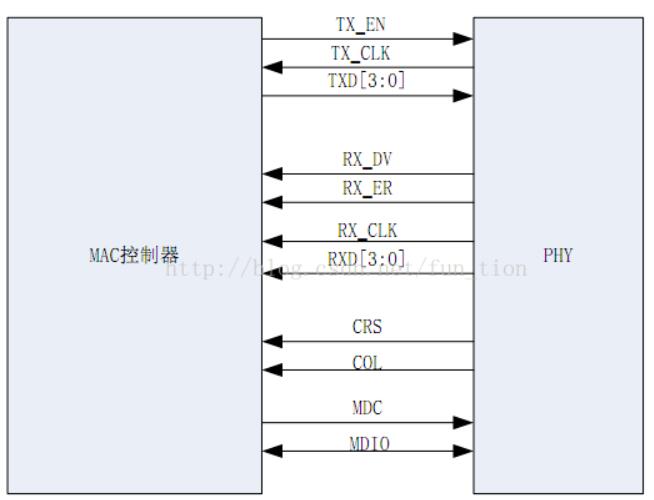 TX_EN
TX_CLK
TXD[3:0]
RX_DV
RX_ER
RX_CLK
MAC控制器
RXD[3:0]
PHY
http://blog.csdn.net/fun_tion
CRS
COL
MDC
MDIO